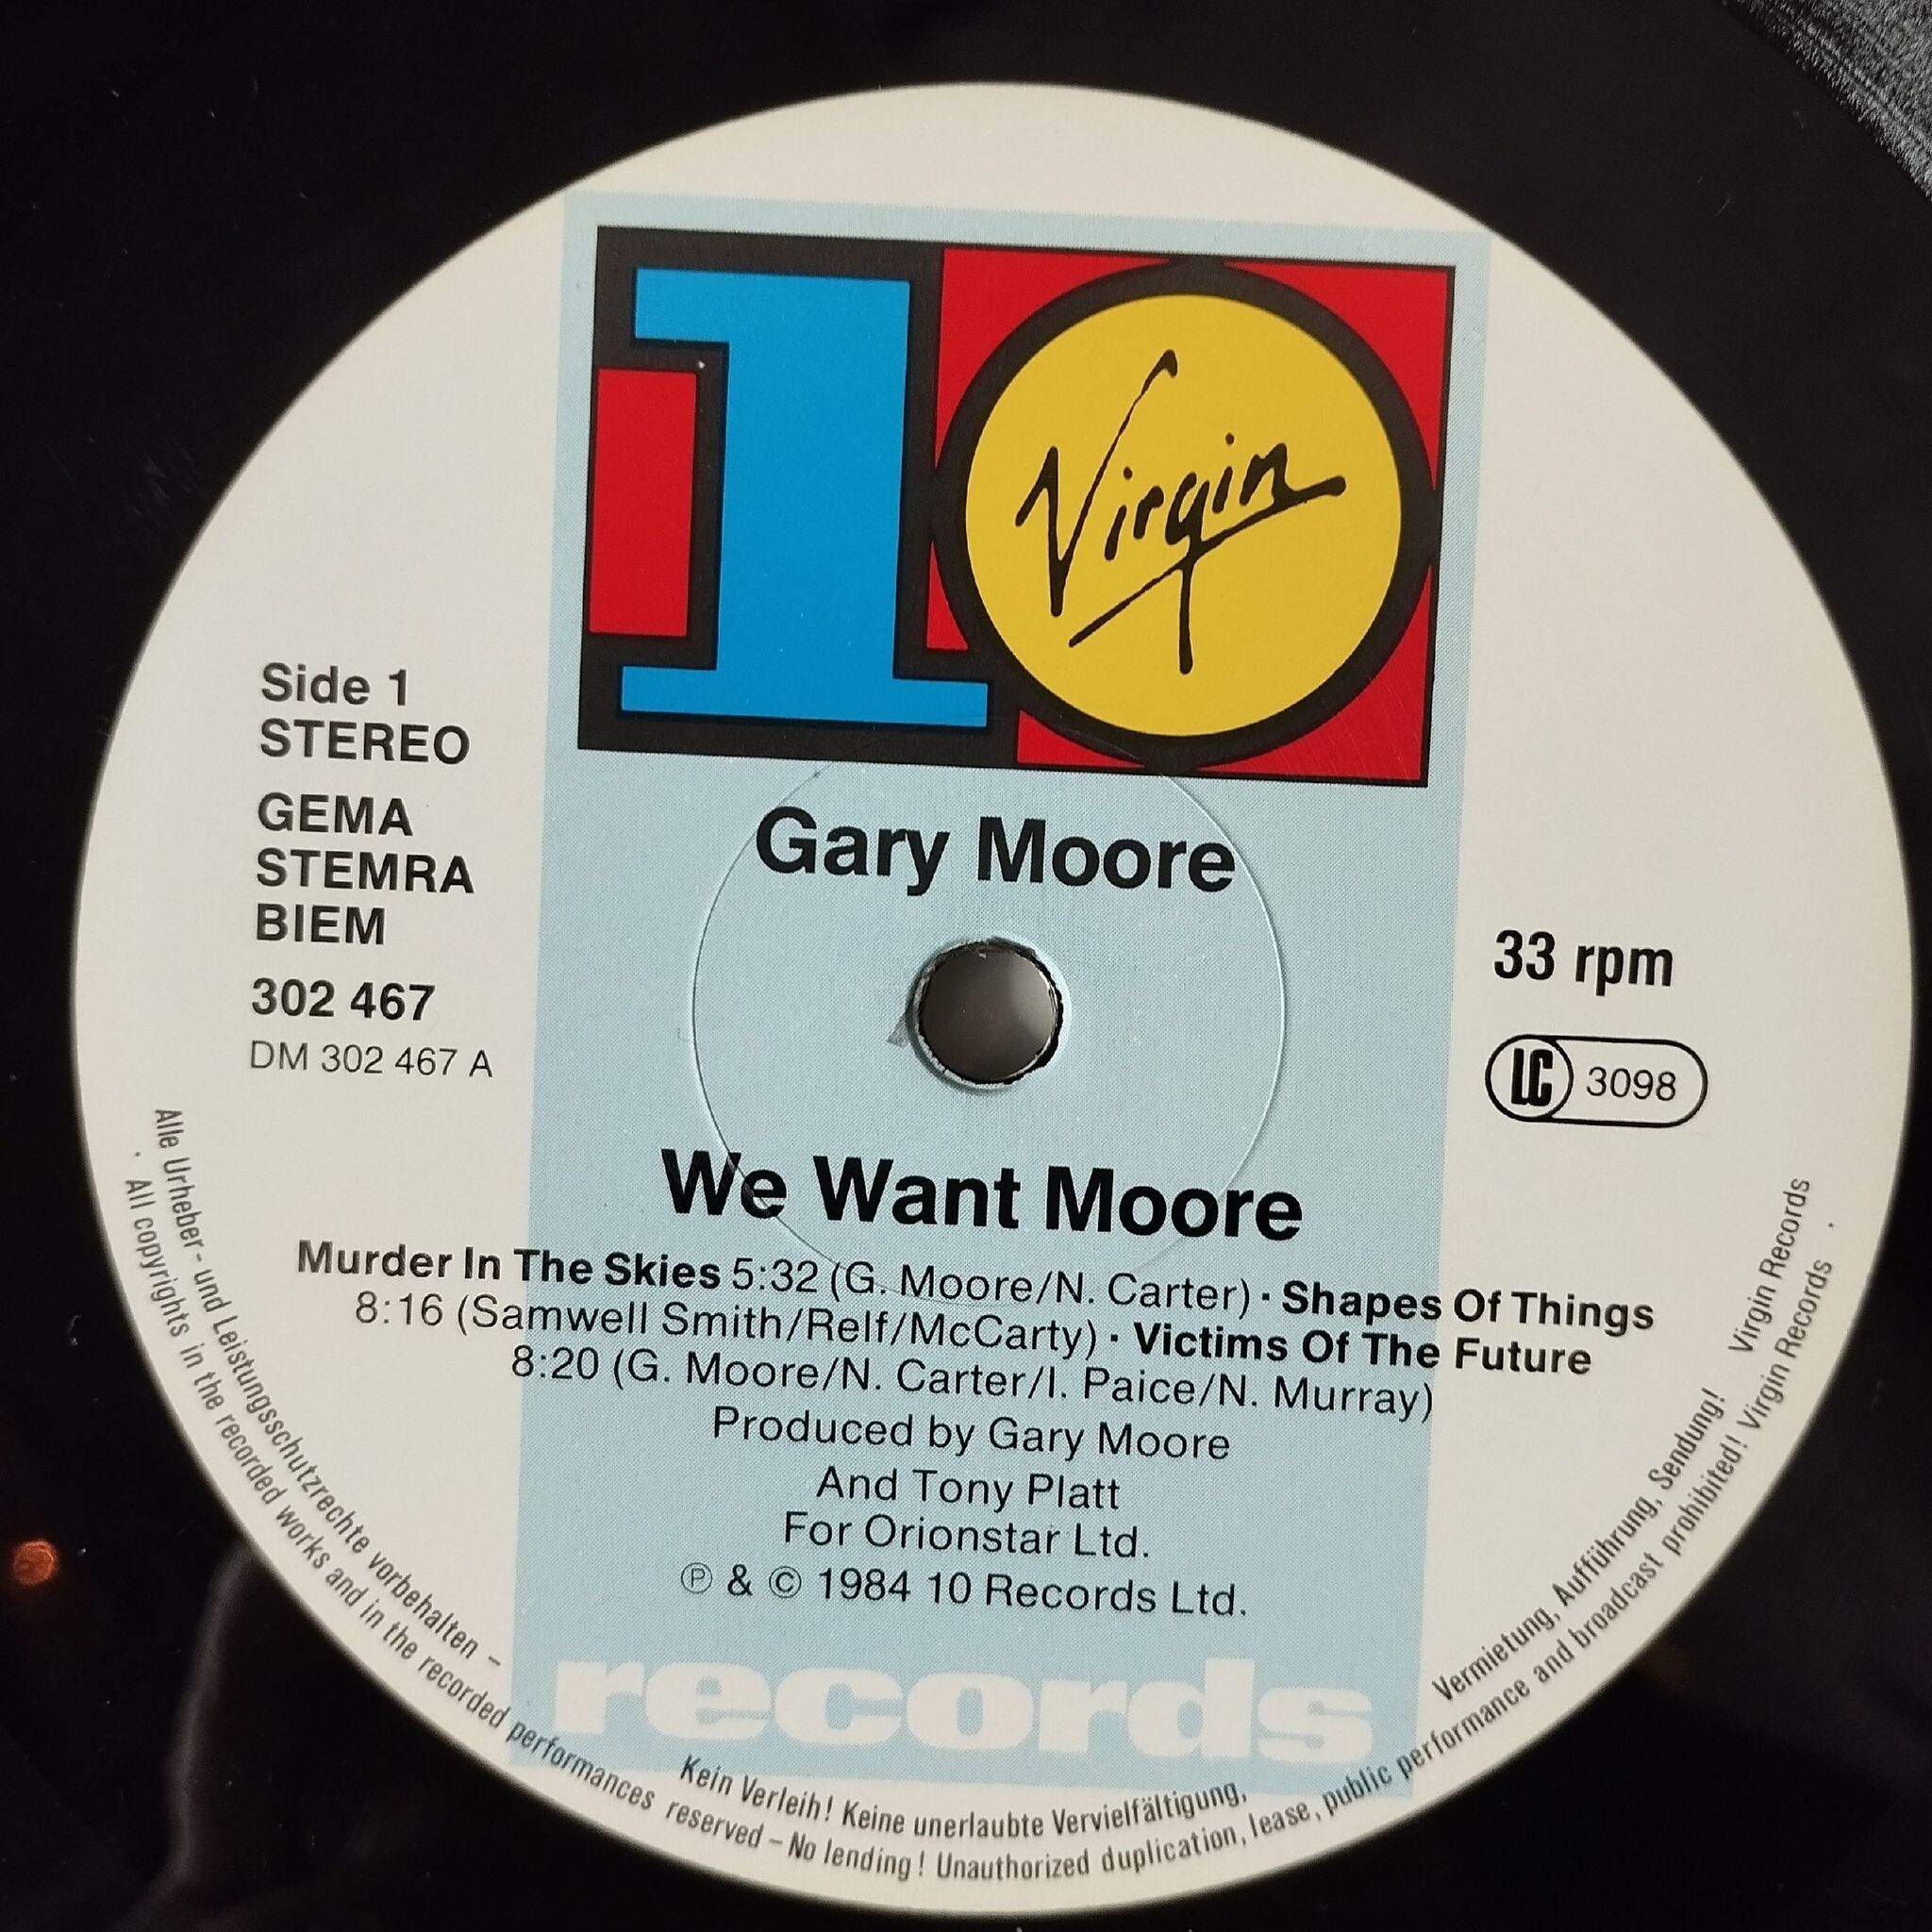 10
Virgin
Side 1
STEREO
GEMA
STEMRA
BIEM
302 467
DM 302 467 A
Gary Moore
33 rpm
LC 3098
We Want Moore
Murder In The Skies 5:32 (G. Moore/N. Carter) · Shapes Of Things
8:16 (Samwell Smith/Relf/McCarty) · Victims Of The Future
8:20 (G. Moore/N. Carter/I. Paice/N. Murray)
Produced by Gary Moore
And Tony Platt
For Orionstar Ltd.
℗ & © 1984 10 Records Ltd.
records
Alle Urheber- und Leistungsschutzrechte vorbehalten – Kein Verleih! Keine unerlaubte Vervielfältigung, Vermietung, Aufführung, Sendung! Virgin Records
· All copyrights in the recorded works and in the recorded performances reserved – No lending! Unauthorized duplication, lease, public performance and broadcast prohibited! Virgin Records ·